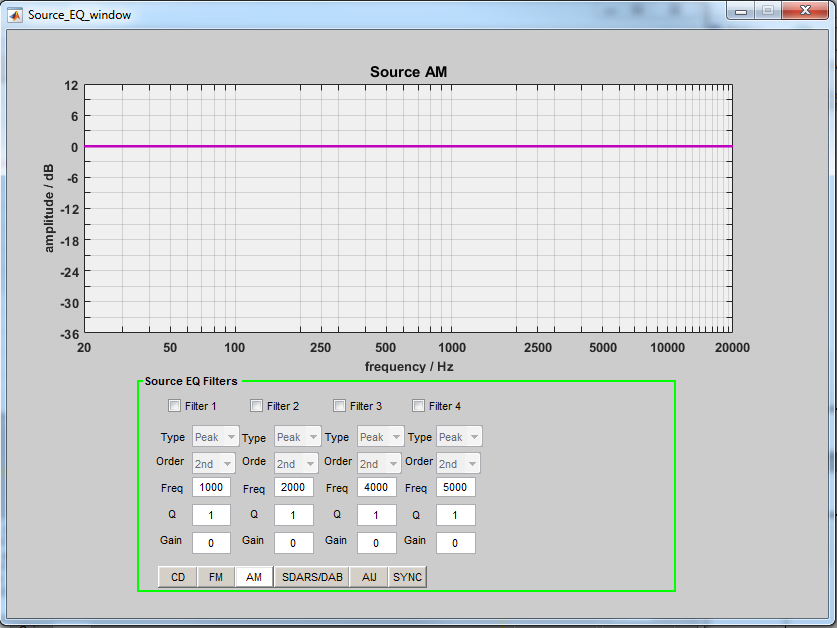 Source_EQ_window
Source AM
12
6
0
-6
-12
-18
-24
-30
-36
amplitude / dB
20 50 100 250 500 1000 2500 5000 10000 20000
frequency / Hz
Source EQ Filters
Filter 1 Filter 2 Filter 3 Filter 4
Type Peak Type Peak Type Peak Type Peak
Order 2nd Orde 2nd Order 2nd Order 2nd
Freq 1000 Freq 2000 Freq 4000 Freq 5000
Q 1 Q 1 Q 1 Q 1
Gain 0 Gain 0 Gain 0 Gain 0
CD FM AM SDARS/DAB AIJ SYNC